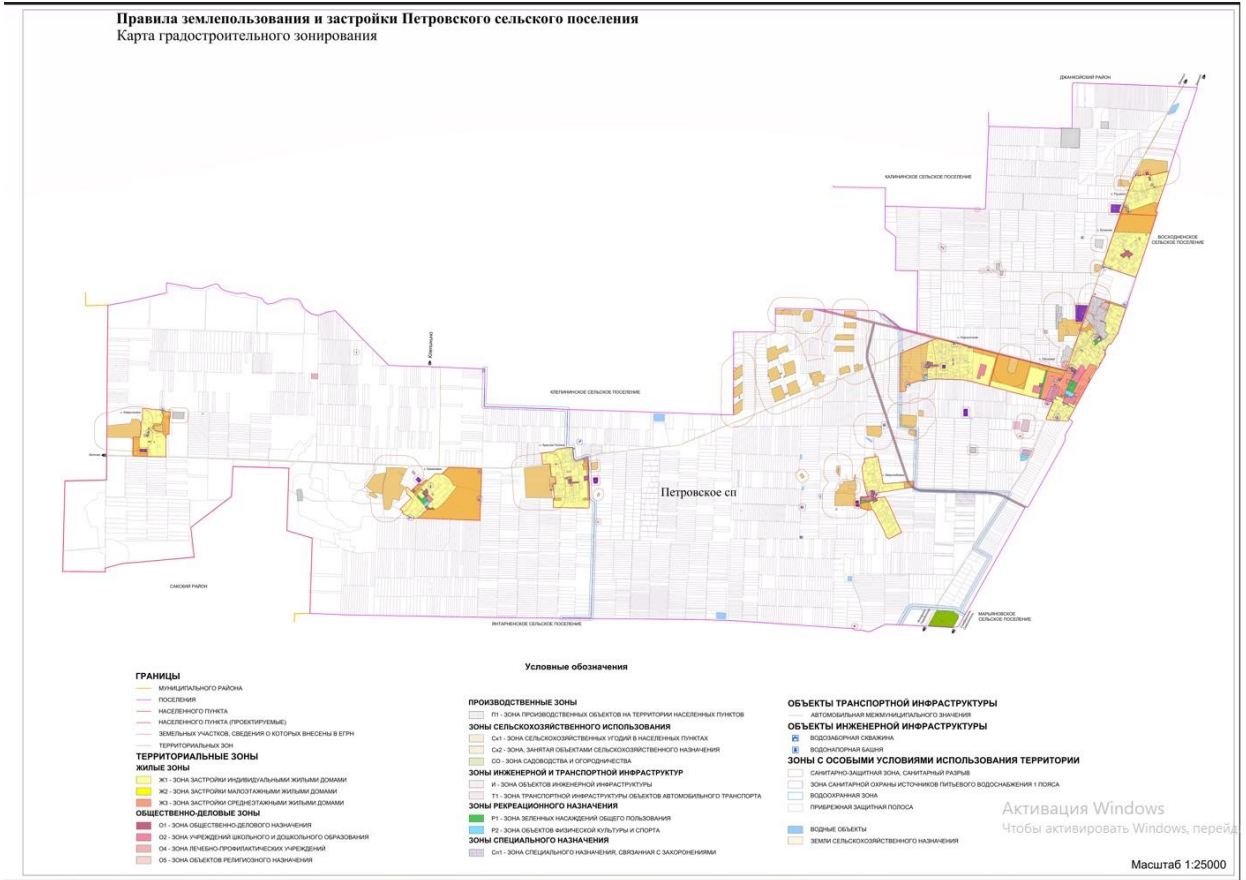 Правила землепользования и застройки Петровского сельского поселения
Карта градостроительного зонирования
ДЖАНКОЙСКИЙ РАЙОН
КАЛИНИНСКОЕ СЕЛЬСКОЕ ПОСЕЛЕНИЕ
ВОСХОДНЕНСКОЕ
СЕЛЬСКОЕ ПОСЕЛЕНИЕ
Клепинино
КЛЕПИНИНСКОЕ СЕЛЬСКОЕ ПОСЕЛЕНИЕ
Петровское сп
САКСКИЙ РАЙОН
ЯНТАРНЕНСКОЕ СЕЛЬСКОЕ ПОСЕЛЕНИЕ
МАРЬЯНОВСКОЕ
СЕЛЬСКОЕ ПОСЕЛЕНИЕ
Условные обозначения
ГРАНИЦЫ
МУНИЦИПАЛЬНОГО РАЙОНА
ПОСЕЛЕНИЯ
НАСЕЛЕННОГО ПУНКТА
НАСЕЛЕННОГО ПУНКТА (ПРОЕКТИРУЕМЫЕ)
ЗЕМЕЛЬНЫХ УЧАСТКОВ, СВЕДЕНИЯ О КОТОРЫХ ВНЕСЕНЫ В ЕГРН
ТЕРРИТОРИАЛЬНЫХ ЗОН
ТЕРРИТОРИАЛЬНЫЕ ЗОНЫ
ЖИЛЫЕ ЗОНЫ
Ж1 - ЗОНА ЗАСТРОЙКИ ИНДИВИДУАЛЬНЫМИ ЖИЛЫМИ ДОМАМИ
Ж2 - ЗОНА ЗАСТРОЙКИ МАЛОЭТАЖНЫМИ ЖИЛЫМИ ДОМАМИ
Ж3 - ЗОНА ЗАСТРОЙКИ СРЕДНЕЭТАЖНЫМИ ЖИЛЫМИ ДОМАМИ
ОБЩЕСТВЕННО-ДЕЛОВЫЕ ЗОНЫ
О1 - ЗОНА ОБЩЕСТВЕННО-ДЕЛОВОГО НАЗНАЧЕНИЯ
О2 - ЗОНА УЧРЕЖДЕНИЙ ШКОЛЬНОГО И ДОШКОЛЬНОГО ОБРАЗОВАНИЯ
О4 - ЗОНА ЛЕЧЕБНО-ПРОФИЛАКТИЧЕСКИХ УЧРЕЖДЕНИЙ
О5 - ЗОНА ОБЪЕКТОВ РЕЛИГИОЗНОГО НАЗНАЧЕНИЯ
ПРОИЗВОДСТВЕННЫЕ ЗОНЫ
П1 - ЗОНА ПРОИЗВОДСТВЕННЫХ ОБЪЕКТОВ НА ТЕРРИТОРИИ НАСЕЛЕННЫХ ПУНКТОВ
ЗОНЫ СЕЛЬСКОХОЗЯЙСТВЕННОГО ИСПОЛЬЗОВАНИЯ
Сх1 - ЗОНА СЕЛЬСКОХОЗЯЙСТВЕННЫХ УГОДИЙ В НАСЕЛЕННЫХ ПУНКТАХ
Сх2 - ЗОНА, ЗАНЯТАЯ ОБЪЕКТАМИ СЕЛЬСКОХОЗЯЙСТВЕННОГО НАЗНАЧЕНИЯ
СО - ЗОНА САДОВОДСТВА И ОГОРОДНИЧЕСТВА
ЗОНЫ ИНЖЕНЕРНОЙ И ТРАНСПОРТНОЙ ИНФРАСТРУКТУР
И - ЗОНА ОБЪЕКТОВ ИНЖЕНЕРНОЙ ИНФРАСТРУКТУРЫ
Т1 - ЗОНА ТРАНСПОРТНОЙ ИНФРАСТРУКТУРЫ ОБЪЕКТОВ АВТОМОБИЛЬНОГО ТРАНСПОРТА
ЗОНЫ РЕКРЕАЦИОННОГО НАЗНАЧЕНИЯ
Р1 - ЗОНА ЗЕЛЕННЫХ НАСАЖДЕНИЙ ОБЩЕГО ПОЛЬЗОВАНИЯ
Р2 - ЗОНА ОБЪЕКТОВ ФИЗИЧЕСКОЙ КУЛЬТУРЫ И СПОРТА
ЗОНЫ СПЕЦИАЛЬНОГО НАЗНАЧЕНИЯ
Сп1 - ЗОНА СПЕЦИАЛЬНОГО НАЗНАЧЕНИЯ, СВЯЗАННАЯ С ЗАХОРОНЕНИЯМИ
ОБЪЕКТЫ ТРАНСПОРТНОЙ ИНФРАСТРУКТУРЫ
АВТОМОБИЛЬНАЯ МЕЖМУНИЦИПАЛЬНОГО ЗНАЧЕНИЯ
ОБЪЕКТЫ ИНЖЕНЕРНОЙ ИНФРАСТРУКТУРЫ
ВОДОЗАБОРНАЯ СКВАЖИНА
ВОДОНАПОРНАЯ БАШНЯ
ЗОНЫ С ОСОБЫМИ УСЛОВИЯМИ ИСПОЛЬЗОВАНИЯ ТЕРРИТОРИИ
САНИТАРНО-ЗАЩИТНАЯ ЗОНА, САНИТАРНЫЙ РАЗРЫВ
ЗОНА САНИТАРНОЙ ОХРАНЫ ИСТОЧНИКОВ ПИТЬЕВОГО ВОДОСНАБЖЕНИЯ 1 ПОЯСА
ВОДООХРАННАЯ ЗОНА
ПРИБРЕЖНАЯ ЗАЩИТНАЯ ПОЛОСА
ВОДНЫЕ ОБЪЕКТЫ
ЗЕМЛИ СЕЛЬСКОХОЗЯЙСТВЕННОГО НАЗНАЧЕНИЯ
Активация Windows
Чтобы активировать Windows, перейд
Масштаб 1:25000